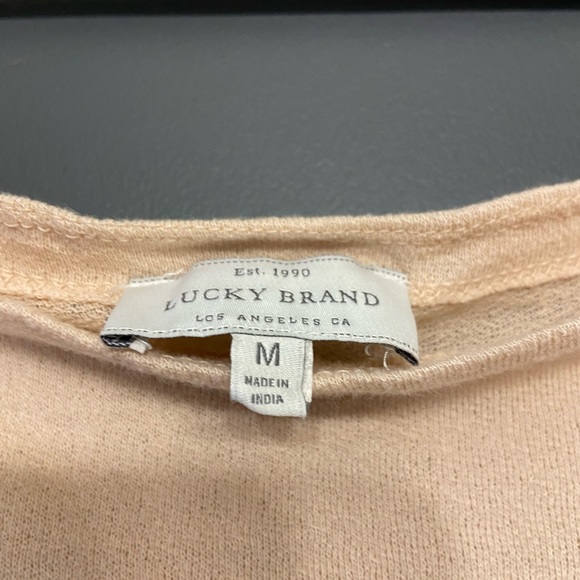 Est. 1990
LUCKY BRAND
LOS ANGELES CA
M
MADE IN
INDIA